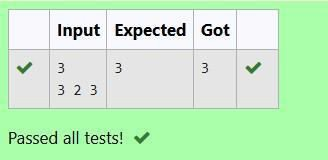 Input Expected Got
3 3 3
3 2 3
Passed all tests!